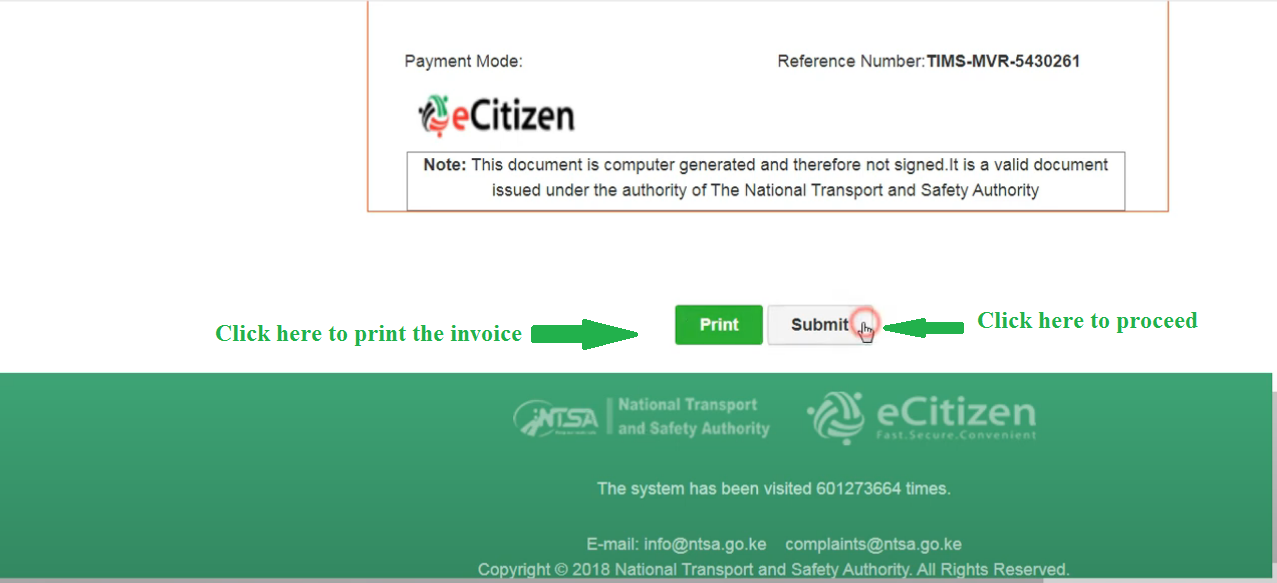 Payment Mode: Reference Number:TIMS-MVR-5430261
eCitizen
Note: This document is computer generated and therefore not signed.It is a valid document
issued under the authority of The National Transport and Safety Authority
Click here to print the invoice Print Submit Click here to proceed
NTSA National Transport
and Safety Authority
eCitizen
Fast.Secure.Convenient
The system has been visited 601273664 times.
E-mail: info@ntsa.go.ke complaints@ntsa.go.ke
Copyright © 2018 National Transport and Safety Authority. All Rights Reserved.